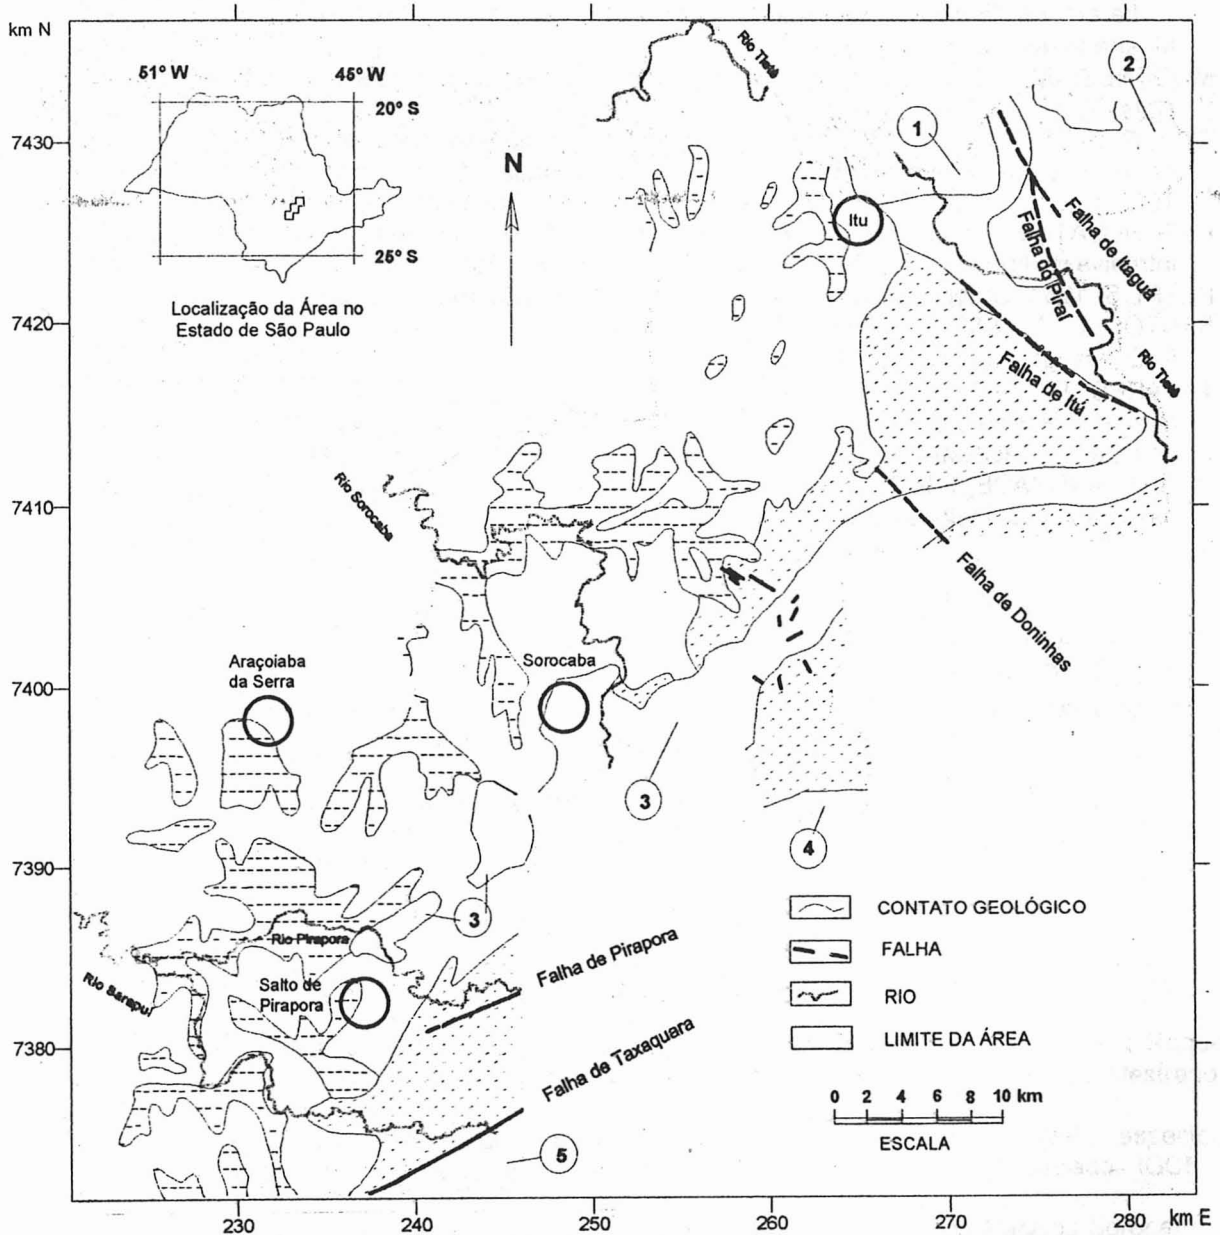 km N
51º W
45º W
20º S
25º S
Localização da Área no
Estado de São Paulo
N
Rio Tietê
2
1
Itu
Falha de Itaguá
Falha do Piraí
Falha de Itú
Rio Tietê
7430
7420
7410
7400
7390
7380
Rio Sorocaba
Falha de Doninhas
Araçoiaba
da Serra
Sorocaba
3
4
3
Rio Pirapora
Rio Sarapuí
Salto de
Pirapora
Falha de Pirapora
Falha de Taxaquara
5
CONTATO GEOLÓGICO
FALHA
RIO
LIMITE DA ÁREA
0 2 4 6 8 10 km
ESCALA
230
240
250
260
270
280
km E